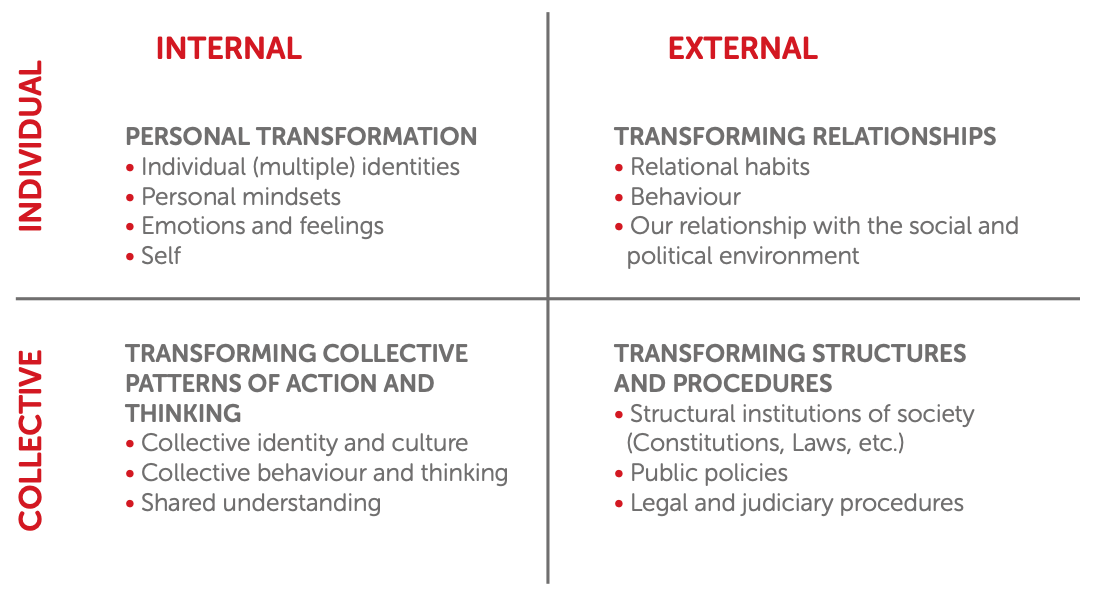 INTERNAL
EXTERNAL
INDIVIDUAL
PERSONAL TRANSFORMATION
• Individual (multiple) identities
• Personal mindsets
• Emotions and feelings
• Self
TRANSFORMING RELATIONSHIPS
• Relational habits
• Behaviour
• Our relationship with the social and
political environment
COLLECTIVE
TRANSFORMING COLLECTIVE
PATTERNS OF ACTION AND
THINKING
• Collective identity and culture
• Collective behaviour and thinking
• Shared understanding
TRANSFORMING STRUCTURES
AND PROCEDURES
• Structural institutions of society
(Constitutions, Laws, etc.)
• Public policies
• Legal and judiciary procedures